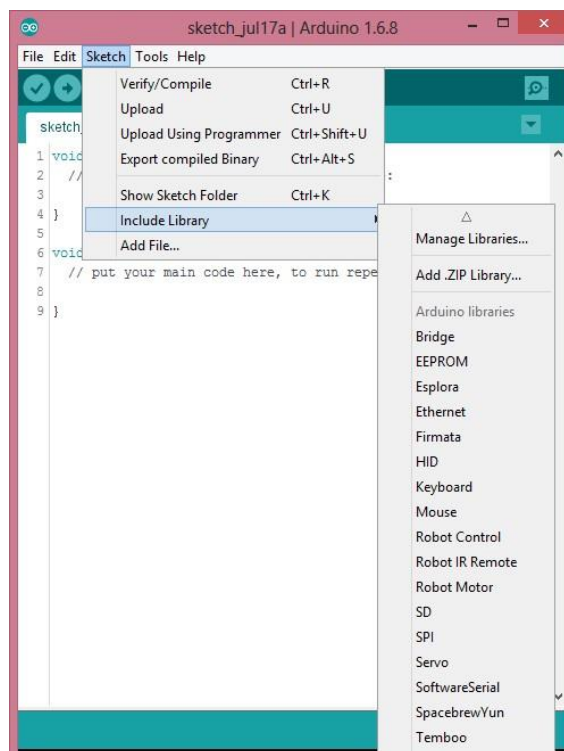 sketch_jul17a | Arduino 1.6.8
File Edit Sketch Tools Help
Verify/Compile Ctrl+R
Upload Ctrl+U
Upload Using Programmer Ctrl+Shift+U
Export compiled Binary Ctrl+Alt+S
Show Sketch Folder Ctrl+K
Include Library
Add File...
sketch_
1 void
2 // :
3
4 }
5
6 void
7 // put your main code here, to run repe
8
9 }
Manage Libraries...
Add .ZIP Library...
Arduino libraries
Bridge
EEPROM
Esplora
Ethernet
Firmata
HID
Keyboard
Mouse
Robot Control
Robot IR Remote
Robot Motor
SD
SPI
Servo
SoftwareSerial
SpacebrewYun
Temboo